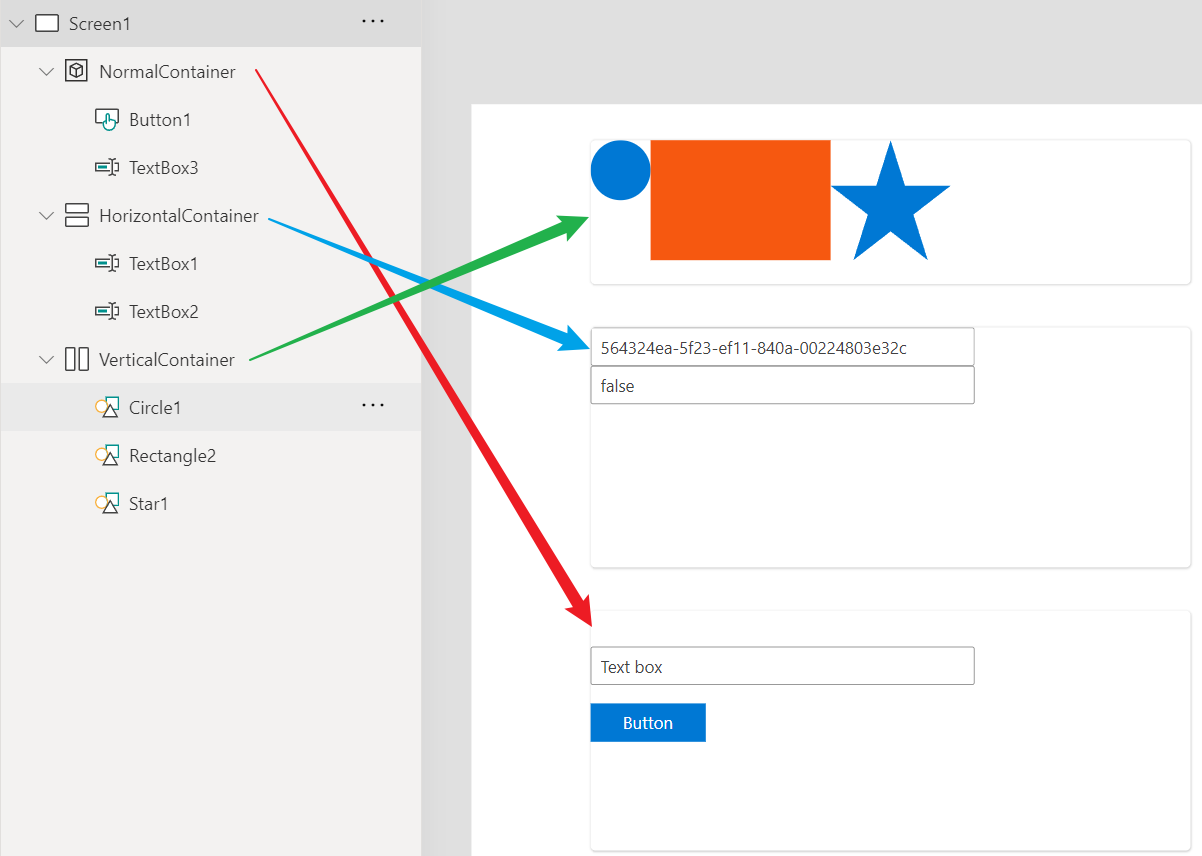 Screen1
NormalContainer
Button1
TextBox3
HorizontalContainer
TextBox1
TextBox2
VerticalContainer
Circle1
Rectangle2
Star1
564324ea-5f23-ef11-840a-00224803e32c
false
Text box
Button